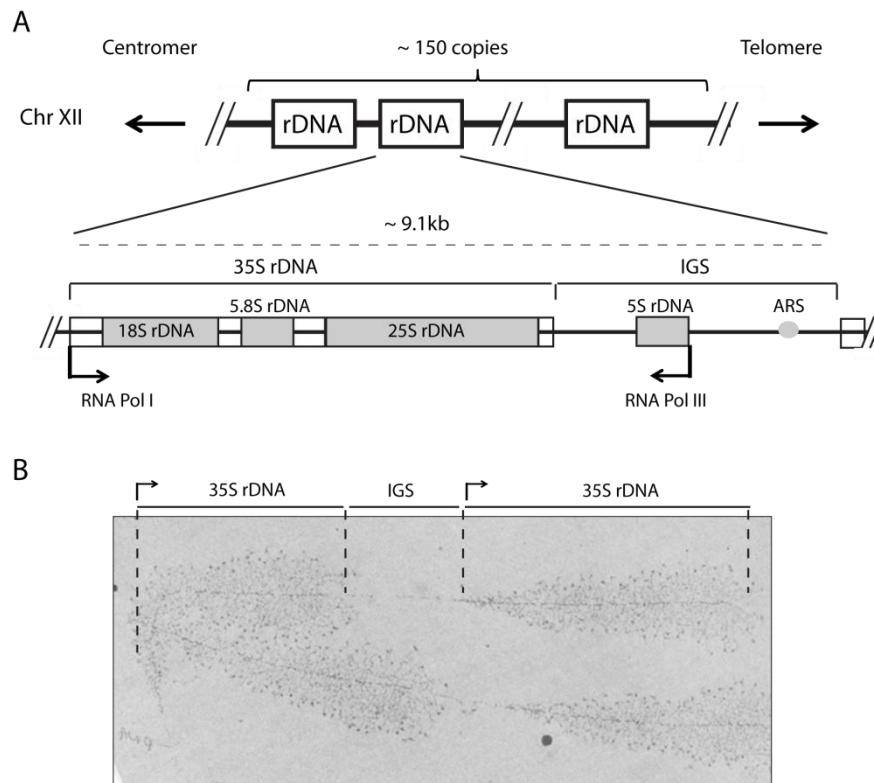 A
Centromer
~ 150 copies
Telomere
Chr XII
rDNA
rDNA
rDNA
~ 9.1kb
35S rDNA
IGS
5.8S rDNA
5S rDNA
ARS
18S rDNA
25S rDNA
RNA Pol I
RNA Pol III
B
35S rDNA
IGS
35S rDNA